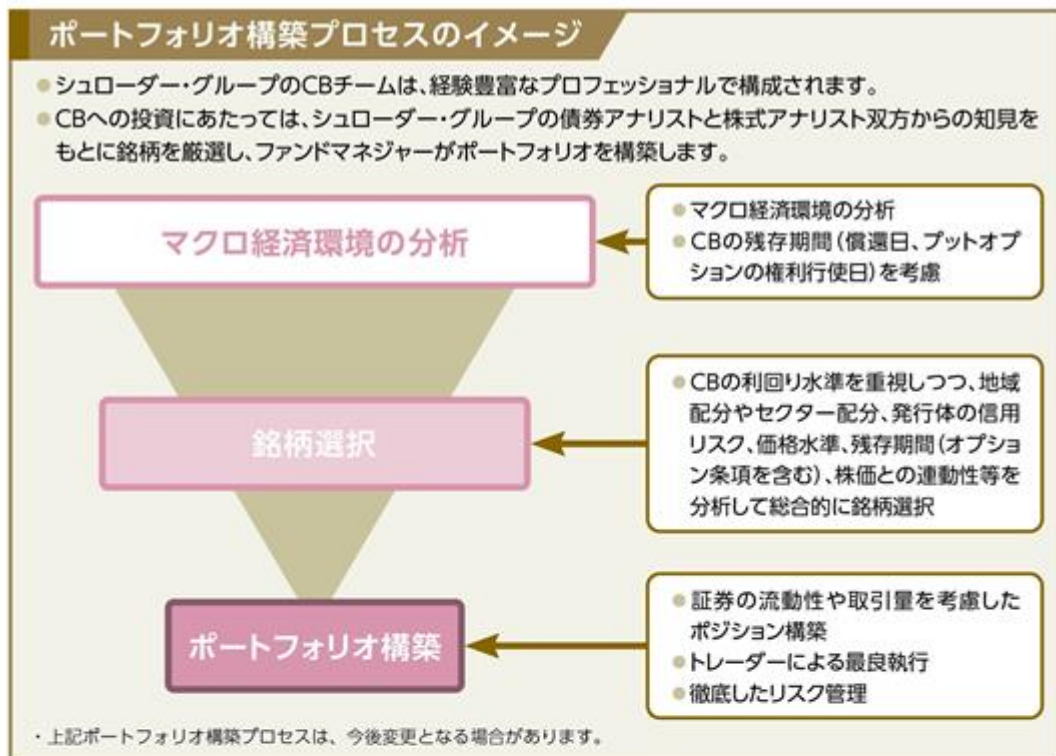 ポートフォリオ構築プロセスのイメージ
●シュローダー・グループのCBチームは、経験豊富なプロフェッショナルで構成されます。
●CBへの投資にあたっては、シュローダー・グループの債券アナリストと株式アナリスト双方からの知見を
もとに銘柄を厳選し、ファンドマネジャーがポートフォリオを構築します。
マクロ経済環境の分析
●マクロ経済環境の分析
●CBの残存期間(償還日、プットオプ
ションの権利行使日)を考慮
銘柄選択
●CBの利回り水準を重視しつつ、地域
配分やセクター配分、発行体の信用
リスク、価格水準、残存期間(オプション
条項を含む)、株価との連動性等を
分析して総合的に銘柄選択
ポートフォリオ構築
●証券の流動性や取引量を考慮した
ポジション構築
●トレーダーによる最良執行
●徹底したリスク管理
・上記ポートフォリオ構築プロセスは、今後変更となる場合があります。